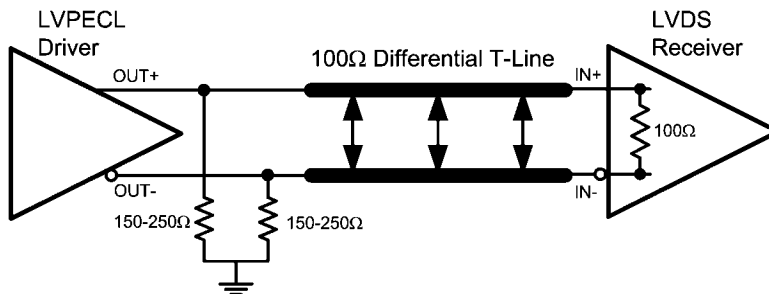 LVPECL
Driver
OUT+
100Ω Differential T-Line
IN+
LVDS
Receiver
100Ω
OUT-
IN-
150-250Ω
150-250Ω